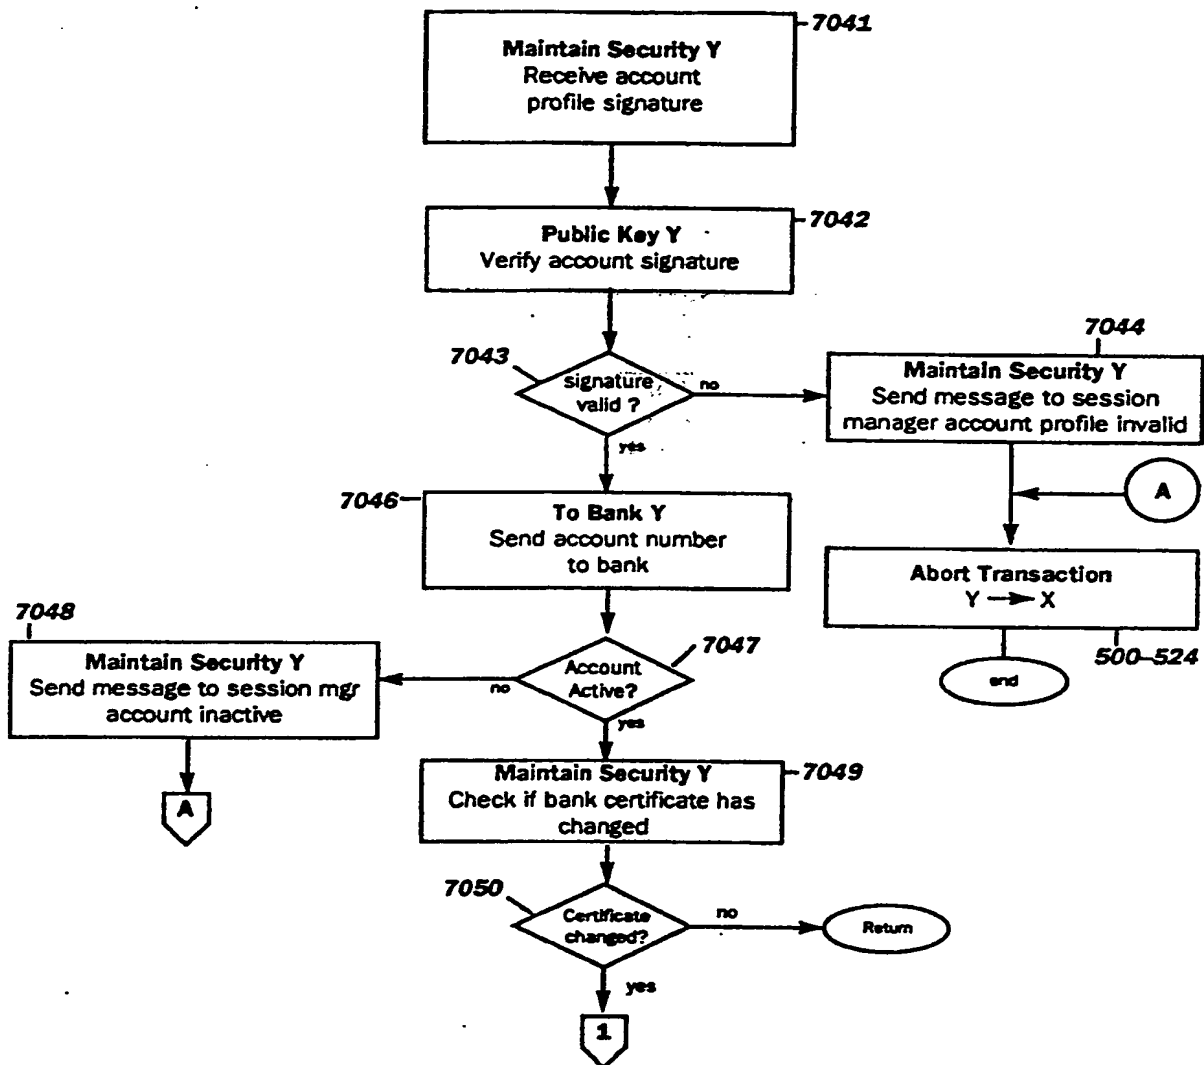 7041
Maintain Security Y
Receive account
profile signature
7042
Public Key Y
Verify account signature
7043
signature
valid ?
no
yes
7044
Maintain Security Y
Send message to session
manager account profile invalid
A
Abort Transaction
Y X
500-524
end
7046
To Bank Y
Send account number
to bank
7047
Account
Active?
no
yes
7048
Maintain Security Y
Send message to session mgr
account inactive
A
7049
Maintain Security Y
Check if bank certificate has
changed
7050
Certificate
changed?
no
Return
yes
1